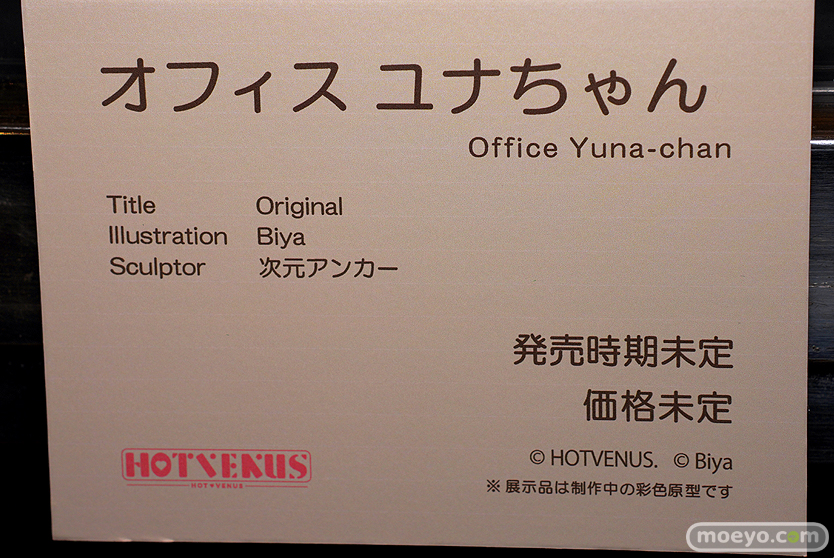 オフィス ユナちゃん
Office Yuna-chan
Title Original
Illustration Biya
Sculptor 次元アンカー
発売時期未定
価格未定
© HOTVENUS. © Biya
※展示品は制作中の彩色原型です
HOTVENUS
HOT♥VENUS
moeyo.com